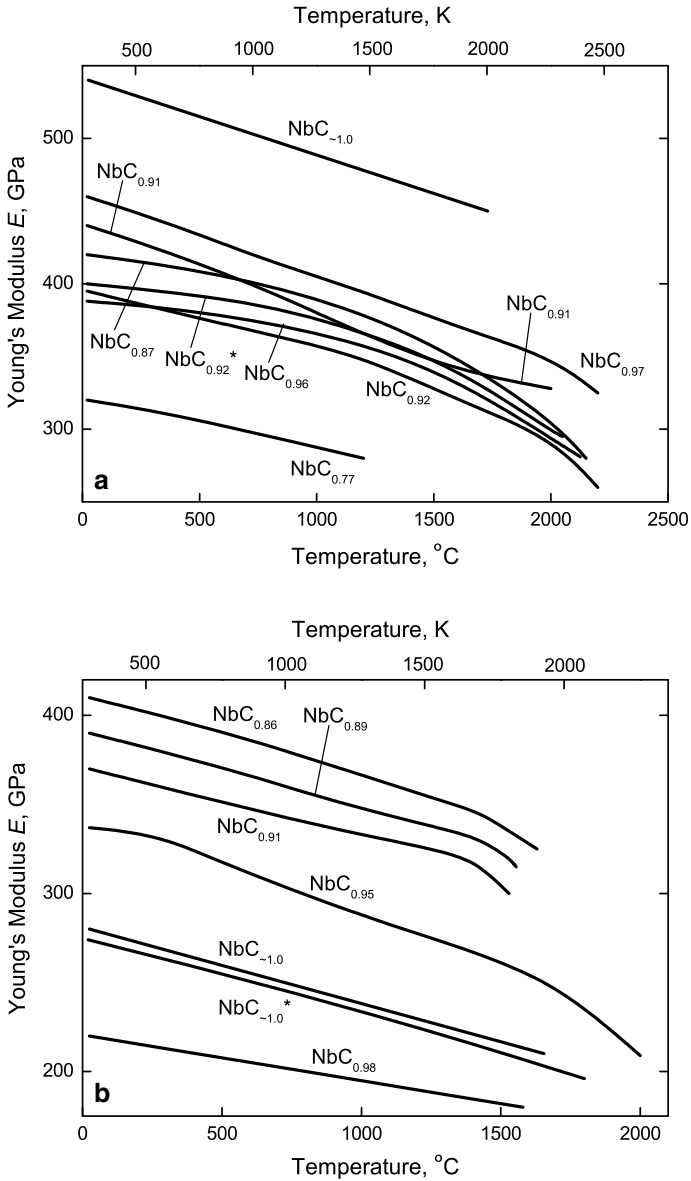 Temperature, K
500 1000 1500 2000 2500
Young's Modulus E, GPa
500
400
300
NbC~1.0
NbC0.91
NbC0.91
NbC0.87
NbC0.92*
NbC0.96
NbC0.92
NbC0.97
NbC0.77
a
0 500 1000 1500 2000 2500
Temperature, °C
Temperature, K
500 1000 1500 2000
Young's Modulus E, GPa
400
300
200
NbC0.86
NbC0.89
NbC0.91
NbC0.95
NbC~1.0
NbC~1.0*
NbC0.98
b
0 500 1000 1500 2000
Temperature, °C